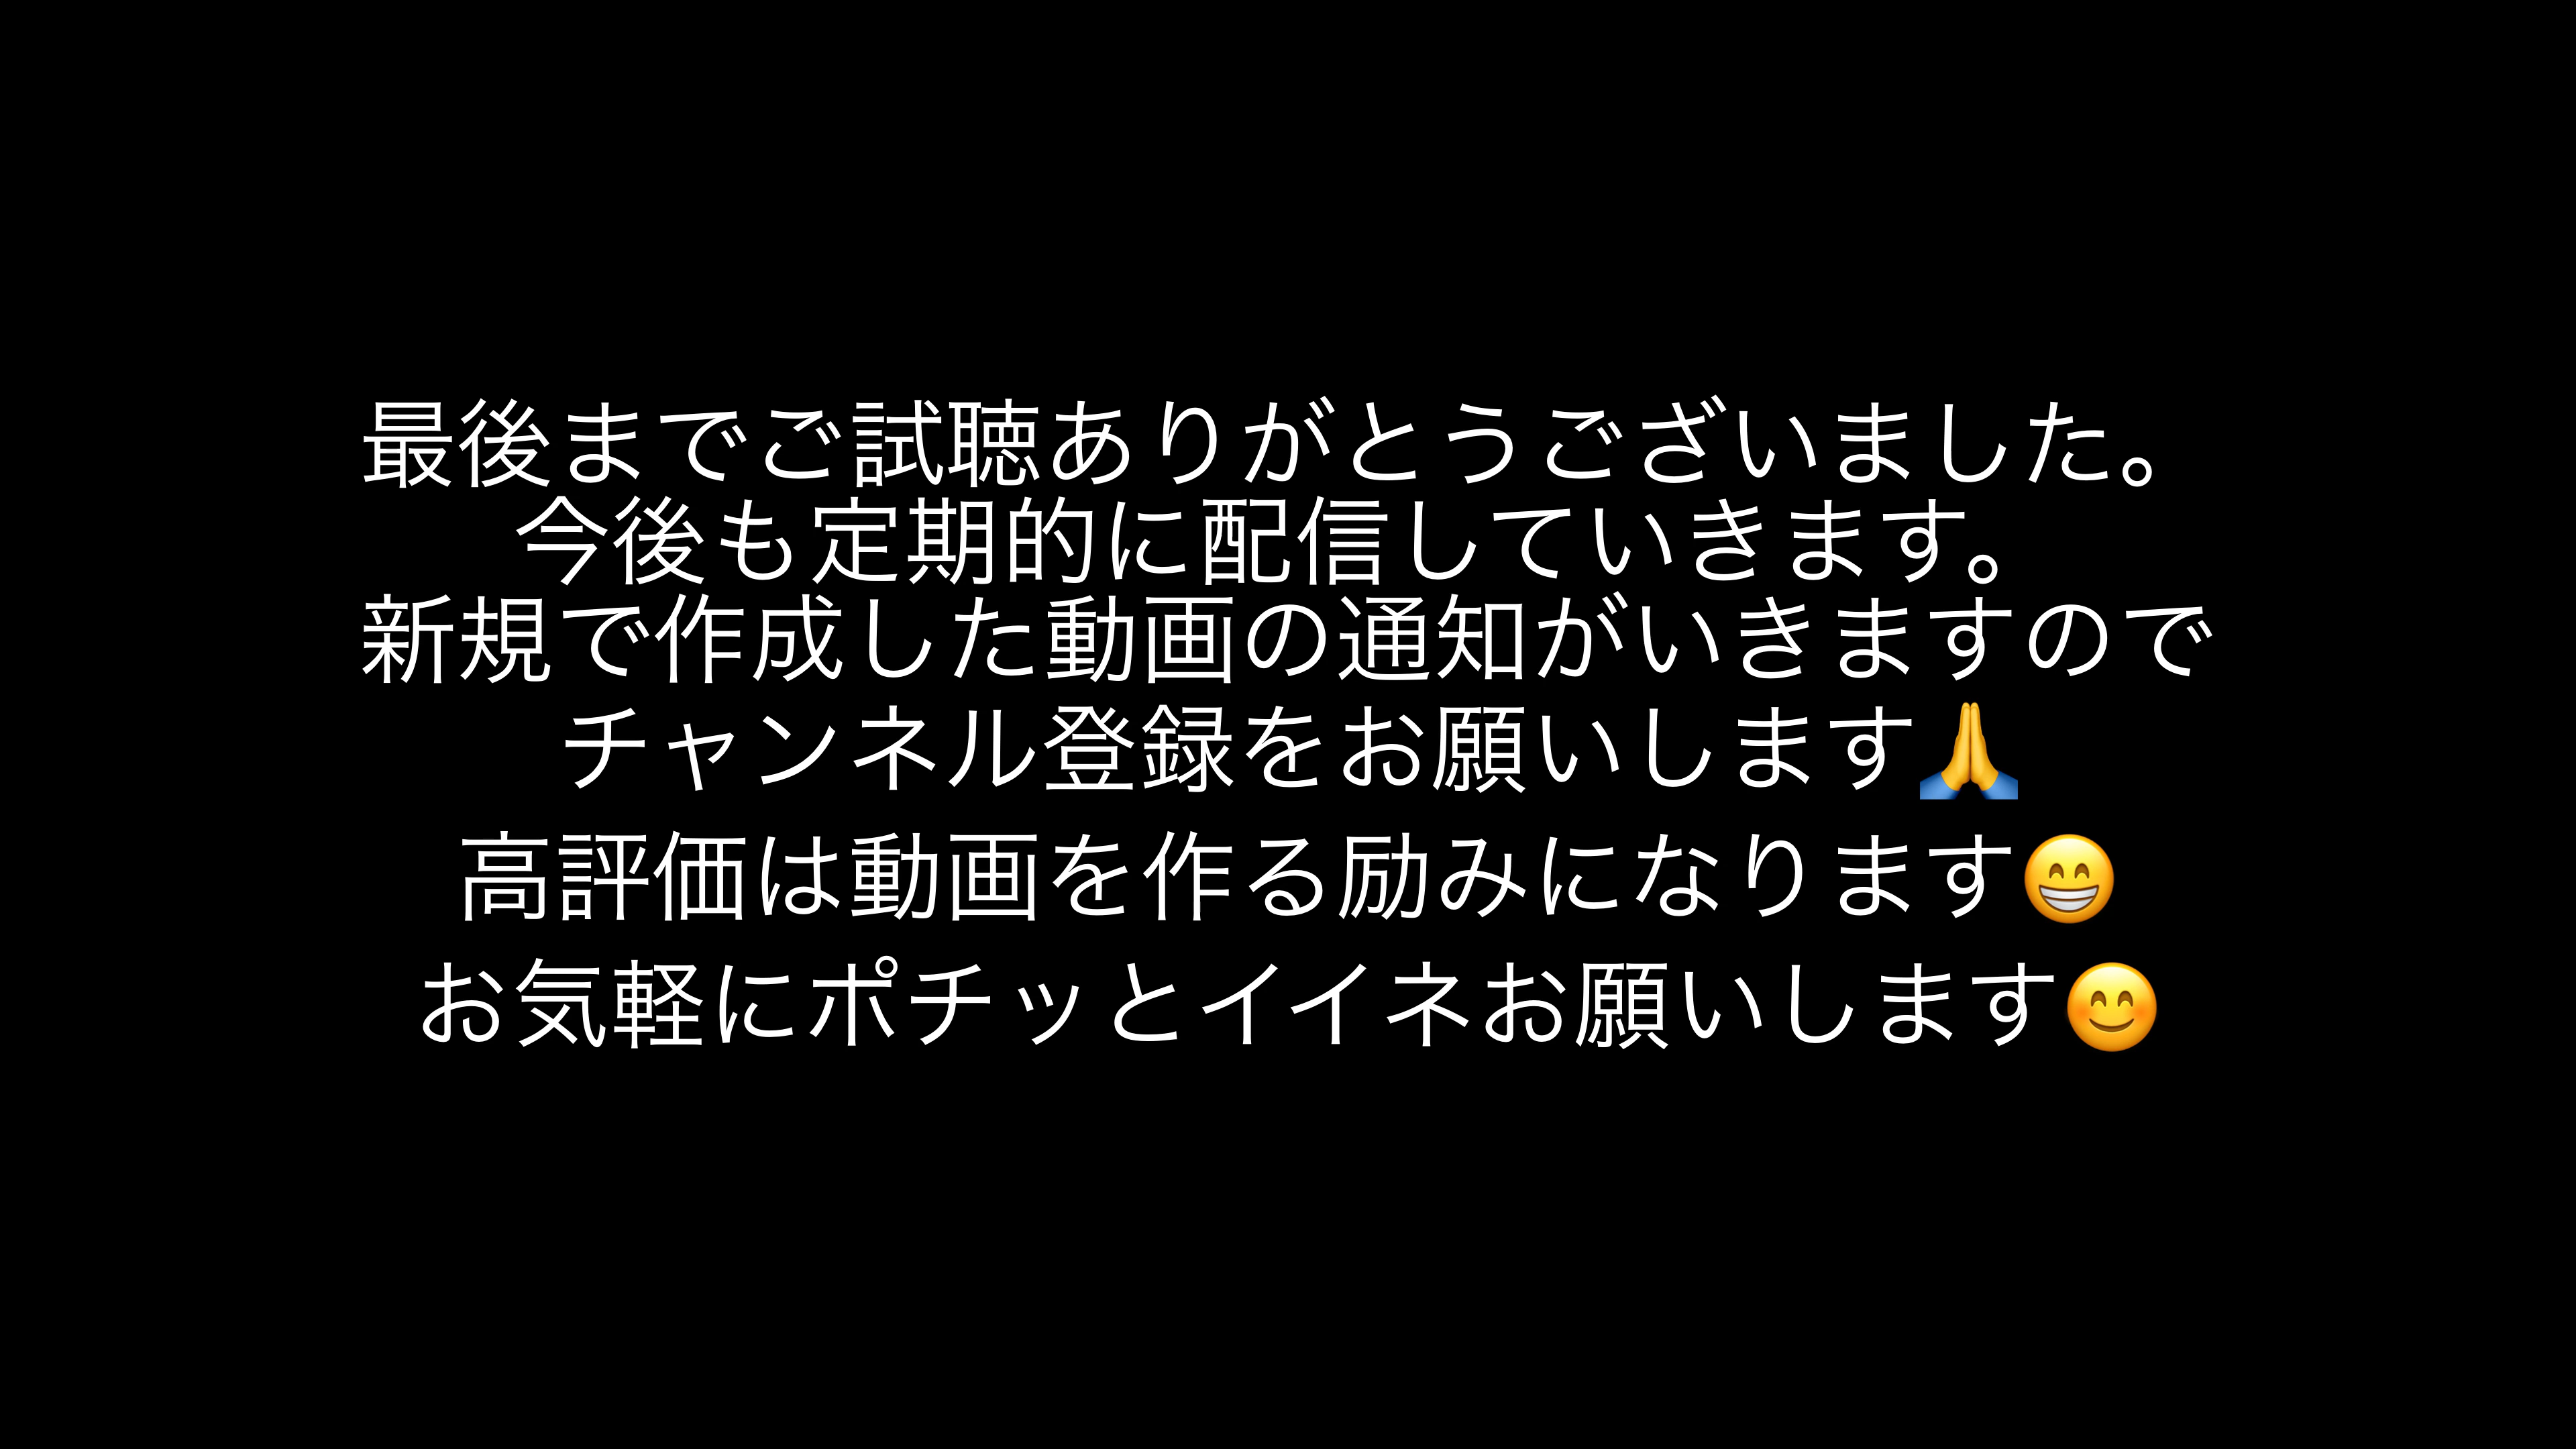 最後までご試聴ありがとうございました。
今後も定期的に配信していきます。
新規で作成した動画の通知がいきますので
チャンネル登録をお願いします🙏
高評価は動画を作る励みになります😁
お気軽にポチッとイイネお願いします😊